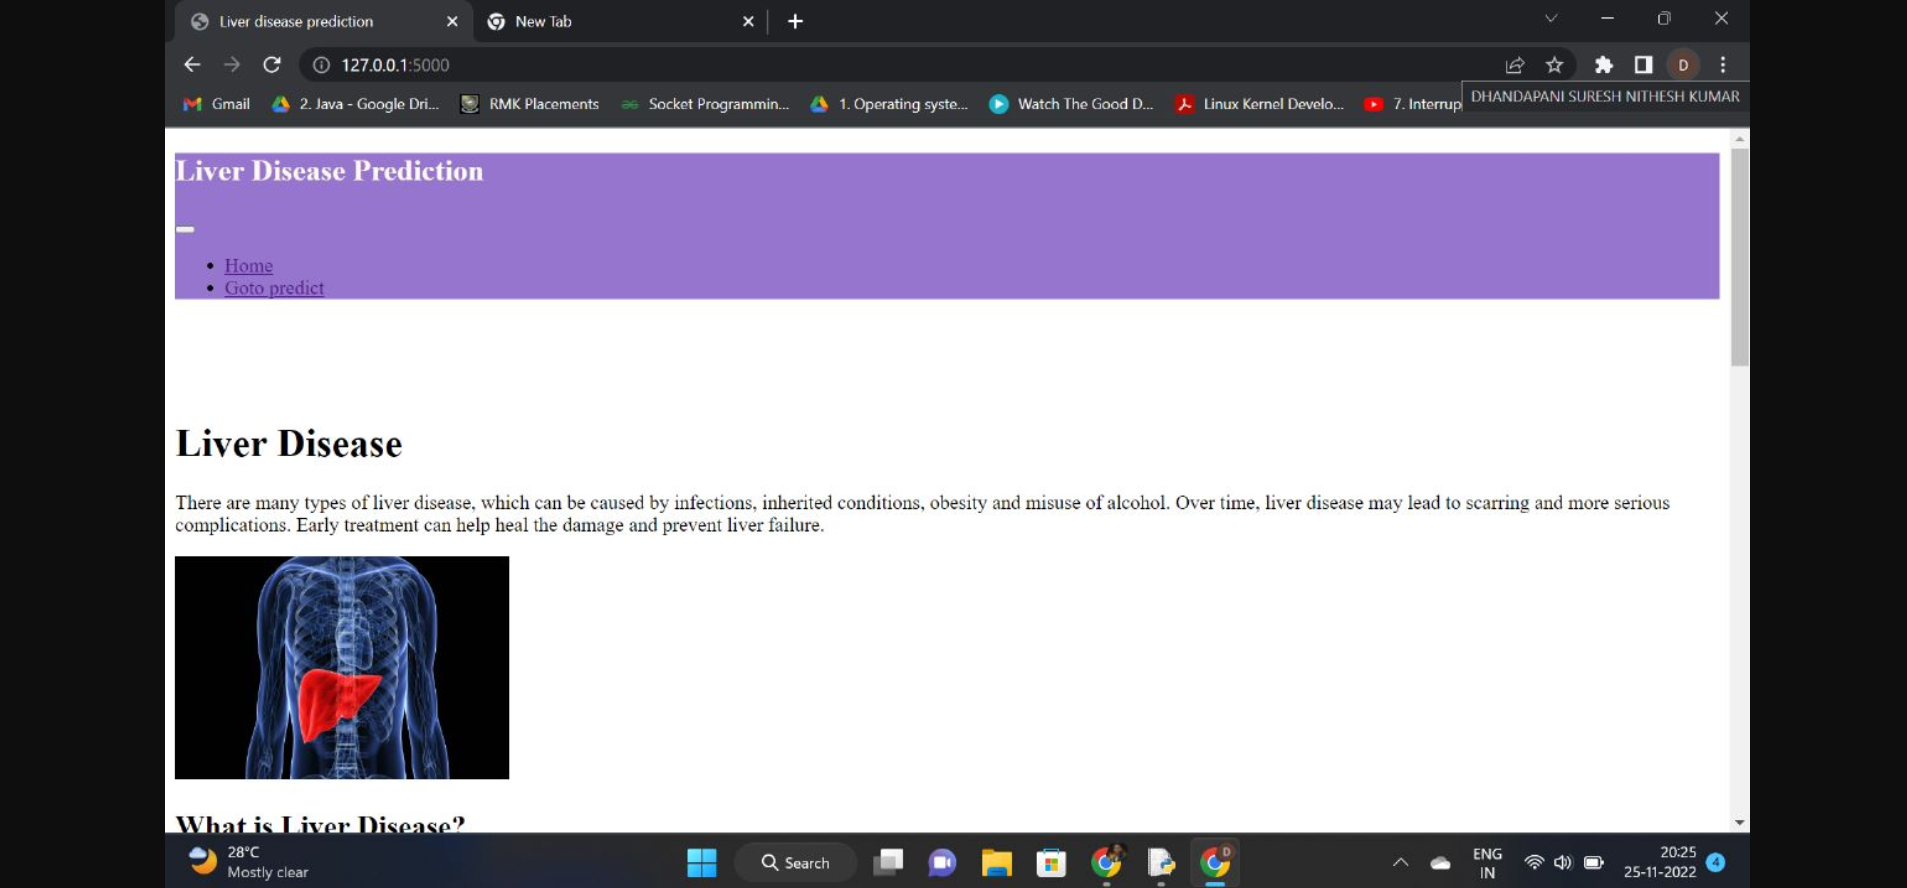 Liver disease prediction
New Tab
127.0.0.1:5000
D
Gmail
2. Java - Google Dri...
RMK Placements
Socket Programmin...
1. Operating syste...
Watch The Good D...
Linux Kernel Develo...
7. Interrup
DHANDAPANI SURESH NITHESH KUMAR
Liver Disease Prediction
Home
Goto predict
Liver Disease
There are many types of liver disease, which can be caused by infections, inherited conditions, obesity and misuse of alcohol. Over time, liver disease may lead to scarring and more serious
complications. Early treatment can help heal the damage and prevent liver failure.
What is Liver Disease?
28°C
Mostly clear
Search
D
ENG
IN
20:25
25-11-2022
4